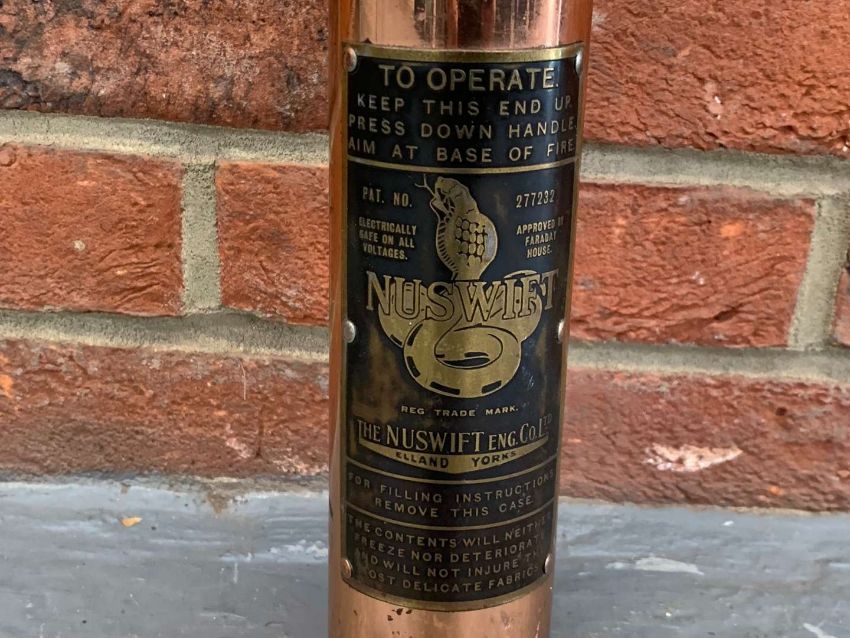 TO OPERATE.
KEEP THIS END UP.
PRESS DOWN HANDLE.
AIM AT BASE OF FIRE
PAT. NO. 277232
ELECTRICALLY
SAFE ON ALL
VOLTAGES.
APPROVED BY
FARADAY
HOUSE.
NUSWIFT
REG TRADE MARK.
THE NUSWIFT ENG. CO. LTD
ELLAND YORKS
FOR FILLING INSTRUCTIONS
REMOVE THIS CASE
THE CONTENTS WILL NEITHER
FREEZE NOR DETERIORATE
AND WILL NOT INJURE THE
MOST DELICATE FABRICS